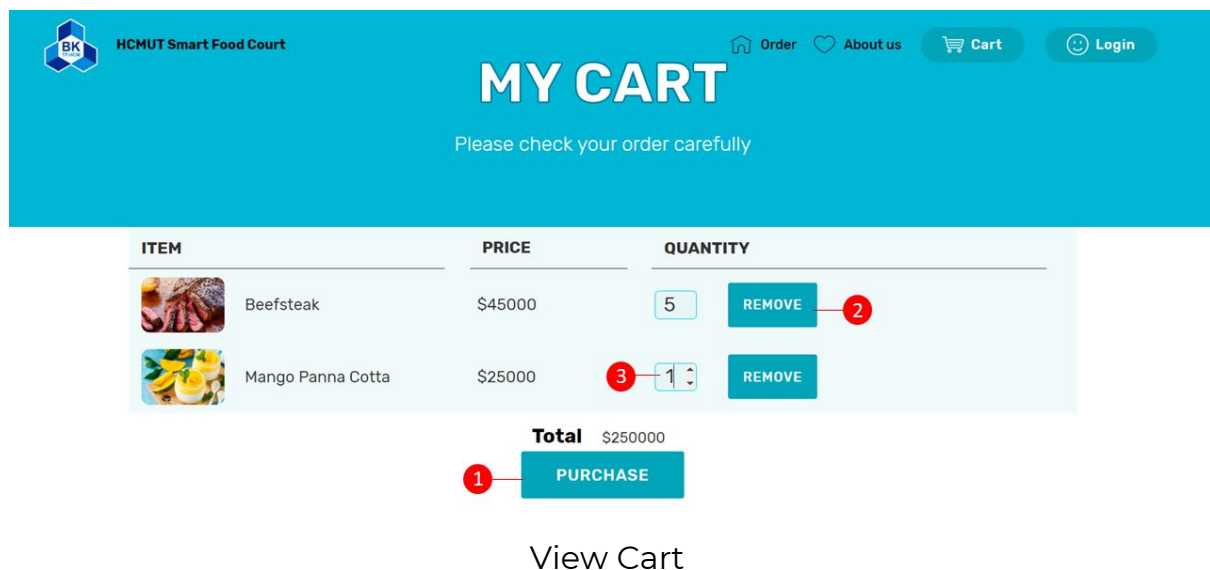 BK
TP.HCM
HCMUT Smart Food Court
Order About us Cart Login
MY CART
Please check your order carefully
ITEM PRICE QUANTITY
Beefsteak $45000 5 REMOVE 2
Mango Panna Cotta $25000 3 1 REMOVE
Total $250000
1 PURCHASE
View Cart